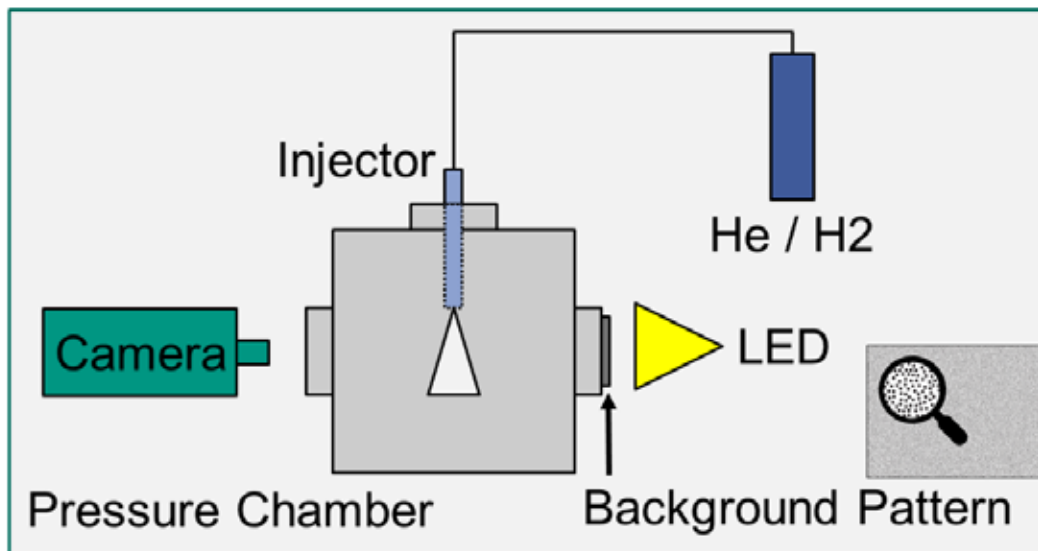 Injector
He / H2
Camera
LED
Pressure Chamber
Background Pattern